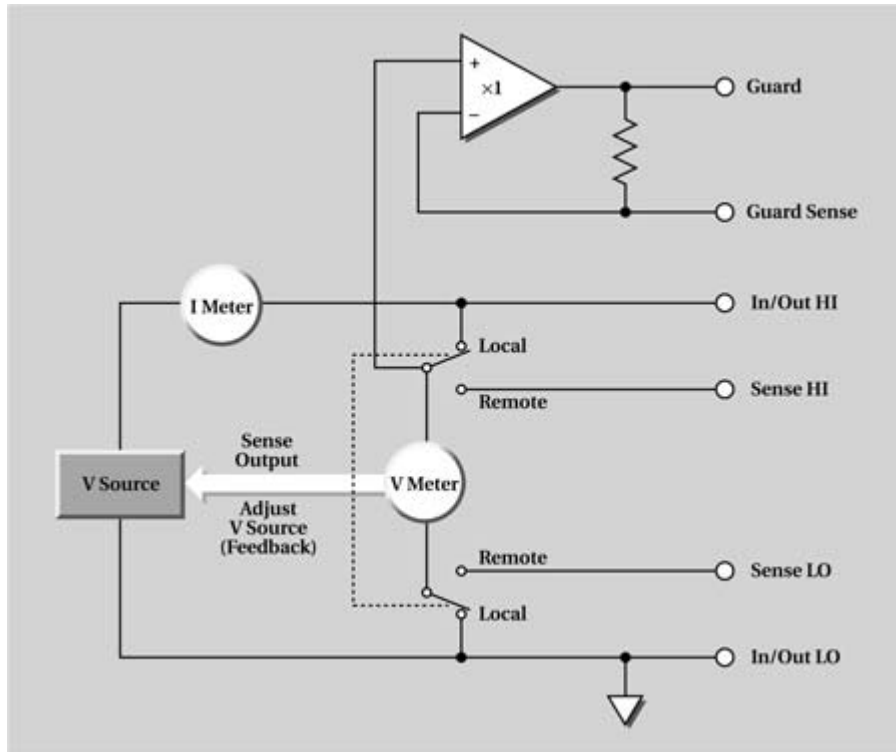 +
×1
−
Guard
Guard Sense
I Meter
In/Out HI
Local
Sense HI
Remote
Sense
Output
V Source
V Meter
Adjust
V Source
(Feedback)
Remote
Sense LO
Local
In/Out LO